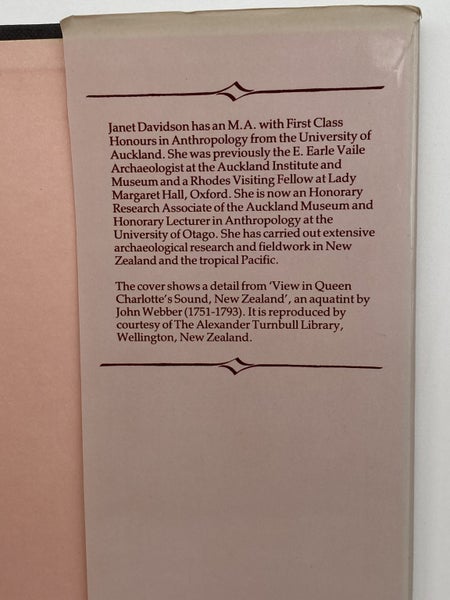 Janet Davidson has an M.A. with First Class
Honours in Anthropology from the University of
Auckland. She was previously the E. Earle Vaile
Archaeologist at the Auckland Institute and
Museum and a Rhodes Visiting Fellow at Lady
Margaret Hall, Oxford. She is now an Honorary
Research Associate of the Auckland Museum and
Honorary Lecturer in Anthropology at the
University of Otago. She has carried out extensive
archaeological research and fieldwork in New
Zealand and the tropical Pacific.
The cover shows a detail from 'View in Queen
Charlotte's Sound, New Zealand', an aquatint by
John Webber (1751-1793). It is reproduced by
courtesy of The Alexander Turnbull Library,
Wellington, New Zealand.